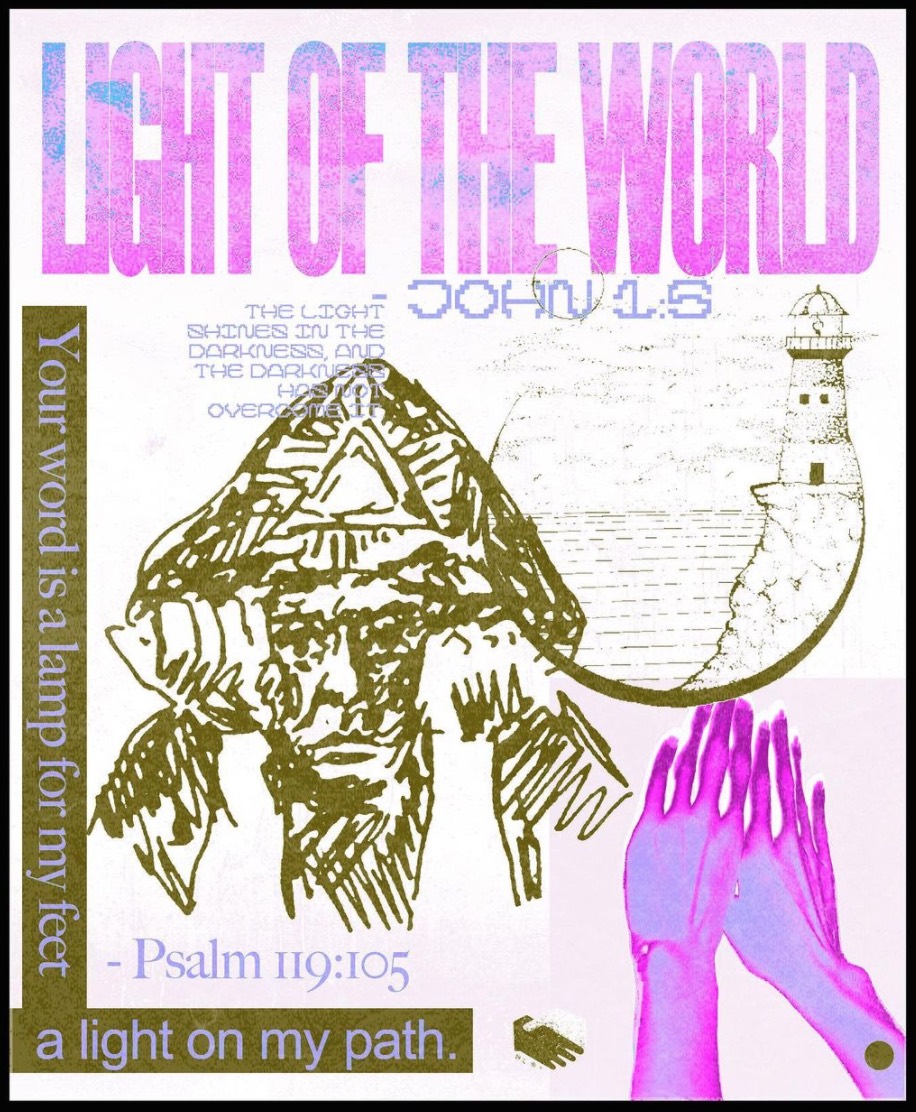 LIGHT OF THE WORLD
- JOHN 1:5
THE LIGHT
SHINES IN THE
DARKNESS, AND
THE DARKNESS
HAS NOT
OVERCOME IT
Your word is a lamp for my feet
- Psalm 119:105
a light on my path.